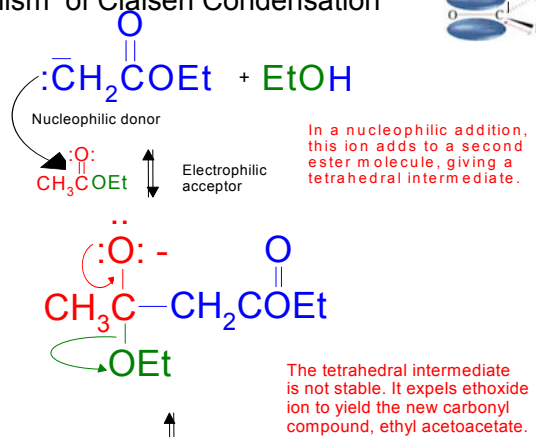 nism of Claisen Condensation
O
:CH2COEt + EtOH
O C
Nucleophilic donor
In a nucleophilic addition,
this ion adds to a second
ester molecule, giving a
tetrahedral intermediate.
:O:
CH3COEt
Electrophilic
acceptor
:O: -
O
CH3C—CH2COEt
OEt
The tetrahedral intermediate
is not stable. It expels ethoxide
ion to yield the new carbonyl
compound, ethyl acetoacetate.